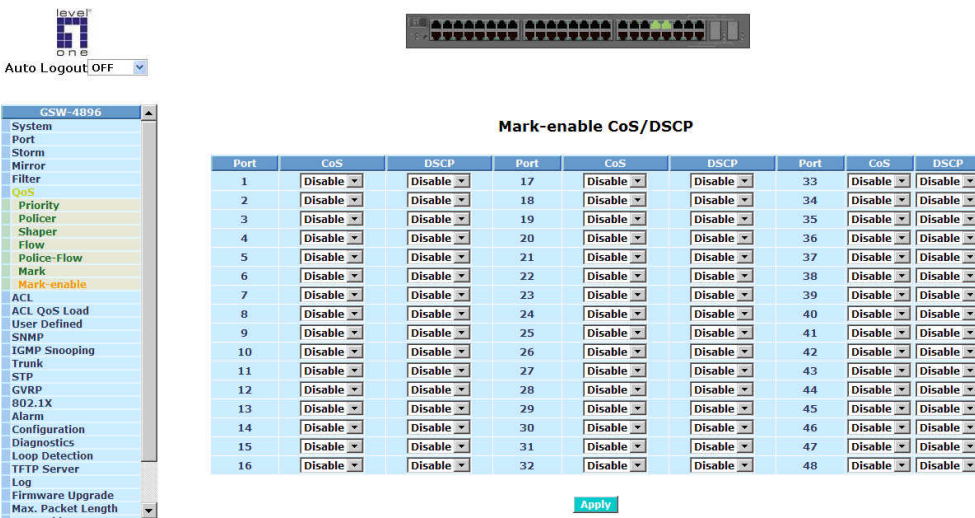 level
one
Auto Logout OFF
GSW-4896
System
Port
Storm
Mirror
Filter
QoS
Priority
Policer
Shaper
Flow
Police-Flow
Mark
Mark-enable
ACL
ACL QoS Load
User Defined
SNMP
IGMP Snooping
Trunk
STP
GVRP
802.1X
Alarm
Configuration
Diagnostics
Loop Detection
TFTP Server
Log
Firmware Upgrade
Max. Packet Length
Mark-enable CoS/DSCP
Port CoS DSCP Port CoS DSCP Port CoS DSCP
1 Disable Disable 17 Disable Disable 33 Disable Disable
2 Disable Disable 18 Disable Disable 34 Disable Disable
3 Disable Disable 19 Disable Disable 35 Disable Disable
4 Disable Disable 20 Disable Disable 36 Disable Disable
5 Disable Disable 21 Disable Disable 37 Disable Disable
6 Disable Disable 22 Disable Disable 38 Disable Disable
7 Disable Disable 23 Disable Disable 39 Disable Disable
8 Disable Disable 24 Disable Disable 40 Disable Disable
9 Disable Disable 25 Disable Disable 41 Disable Disable
10 Disable Disable 26 Disable Disable 42 Disable Disable
11 Disable Disable 27 Disable Disable 43 Disable Disable
12 Disable Disable 28 Disable Disable 44 Disable Disable
13 Disable Disable 29 Disable Disable 45 Disable Disable
14 Disable Disable 30 Disable Disable 46 Disable Disable
15 Disable Disable 31 Disable Disable 47 Disable Disable
16 Disable Disable 32 Disable Disable 48 Disable Disable
Apply